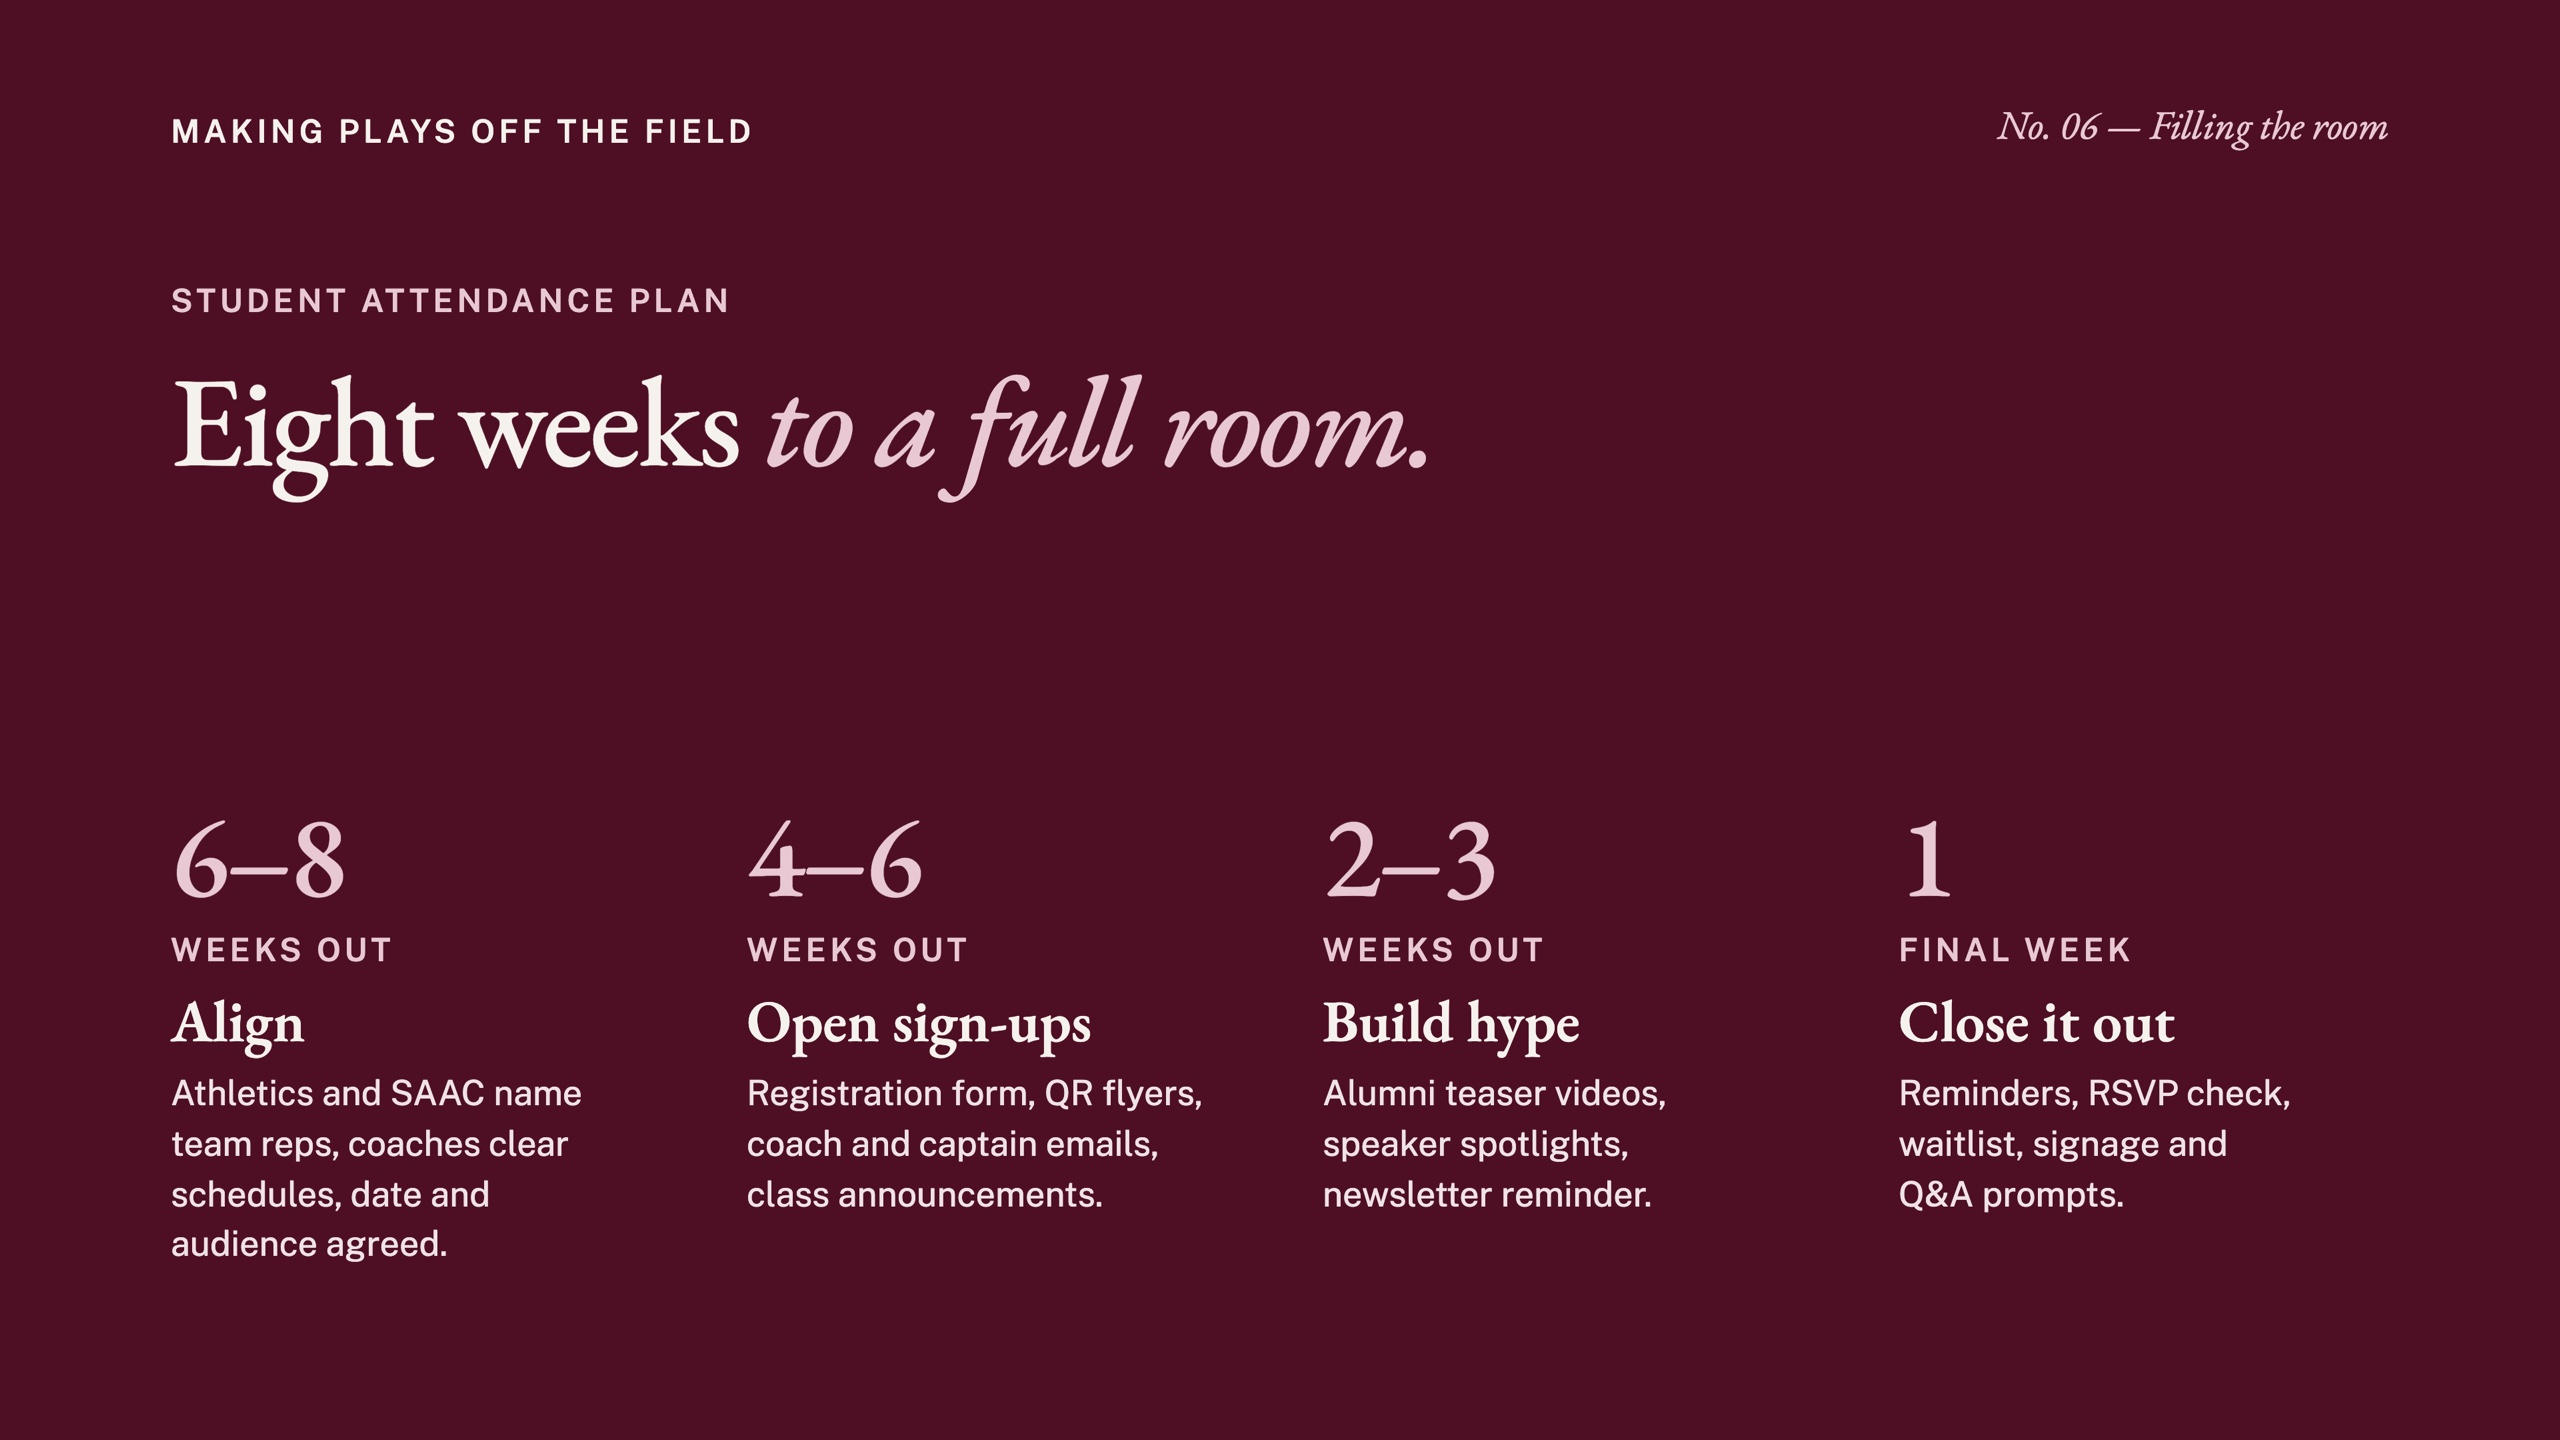 MAKING PLAYS OFF THE FIELD
No. 06 — Filling the room
STUDENT ATTENDANCE PLAN
Eight weeks to a full room.
6–8
WEEKS OUT
Align
Athletics and SAAC name
team reps, coaches clear
schedules, date and
audience agreed.
4–6
WEEKS OUT
Open sign-ups
Registration form, QR flyers,
coach and captain emails,
class announcements.
2–3
WEEKS OUT
Build hype
Alumni teaser videos,
speaker spotlights,
newsletter reminder.
1
FINAL WEEK
Close it out
Reminders, RSVP check,
waitlist, signage and
Q&A prompts.